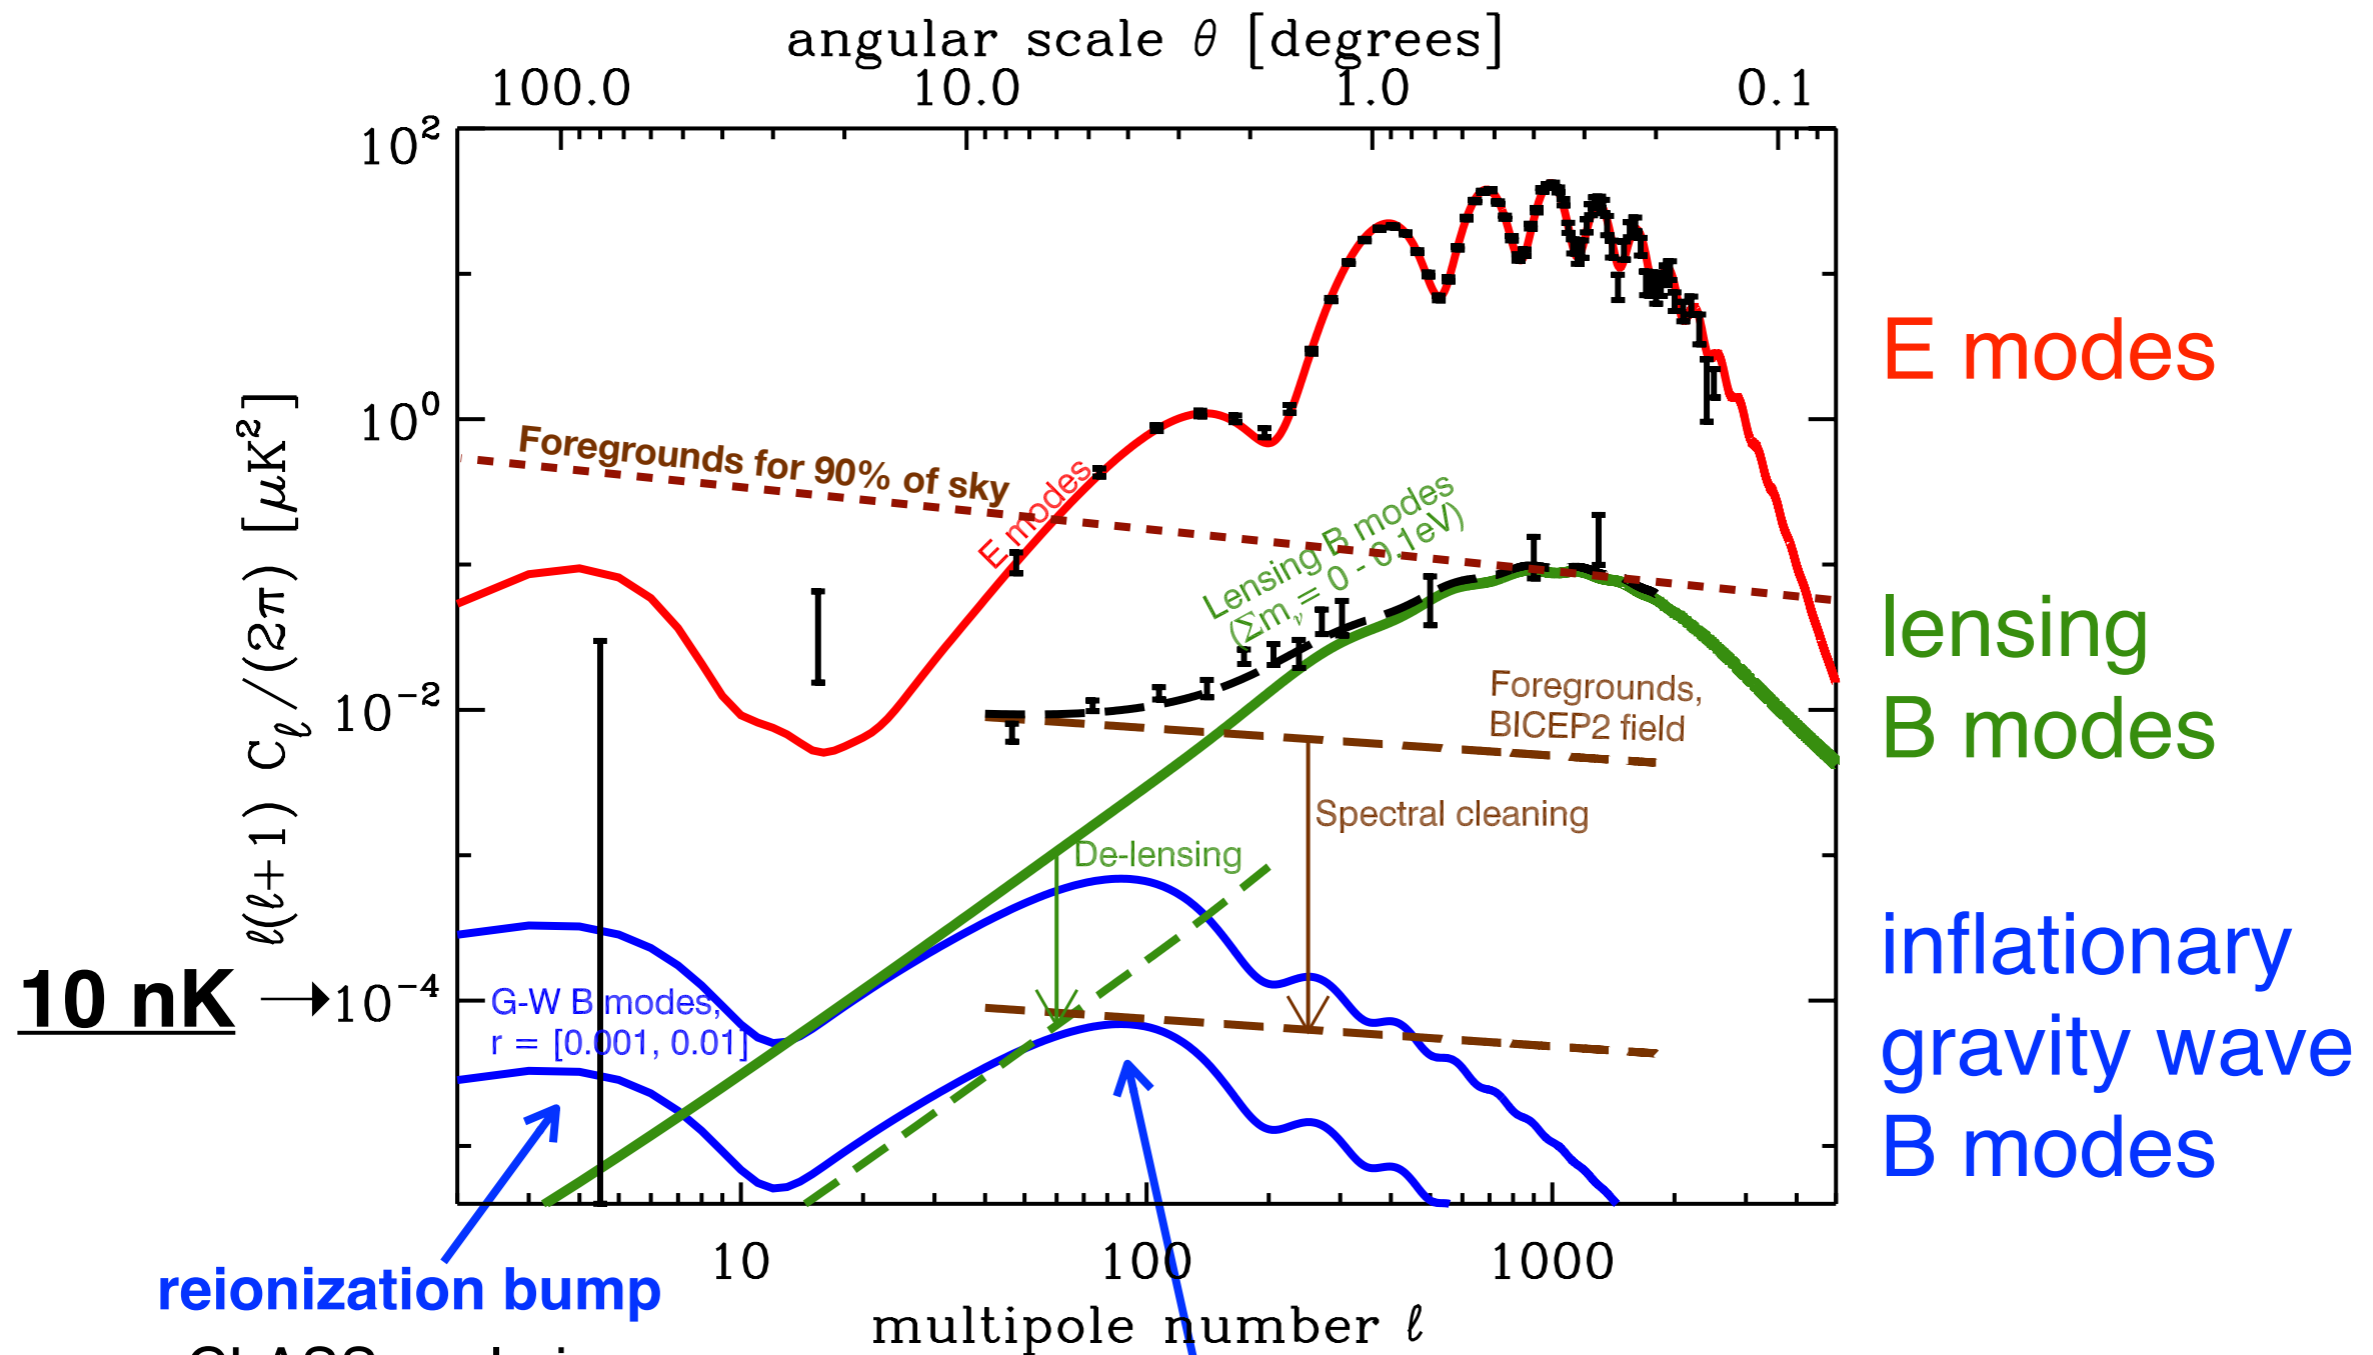 angular scale θ [degrees]
100.0 10.0 1.0 0.1
10²
10⁰
10⁻²
10⁻⁴
ℓ(ℓ+1) C_ℓ/(2π) [μK²]
10 nK →
Foregrounds for 90% of sky
E modes
Lensing B modes
(Σm_ν = 0 - 0.1eV)
Foregrounds,
BICEP2 field
Spectral cleaning
De-lensing
G-W B modes,
r = [0.001, 0.01]
E modes
lensing
B modes
inflationary
gravity wave
B modes
10 100 1000
multipole number ℓ
reionization bump